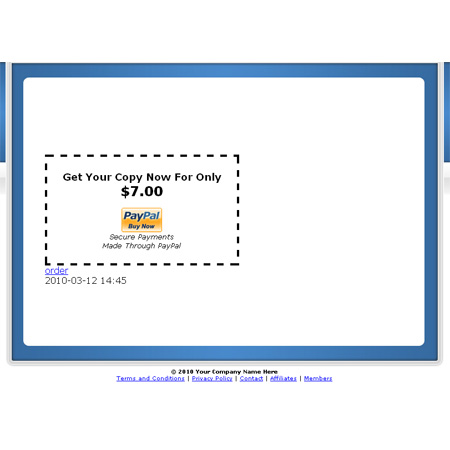 Get Your Copy Now For Only
$7.00
PayPal
Buy Now
Secure Payments
Made Through PayPal
order
2010-03-12 14:45
© 2010 Your Company Name Here
Terms and Conditions | Privacy Policy | Contact | Affiliates | Members